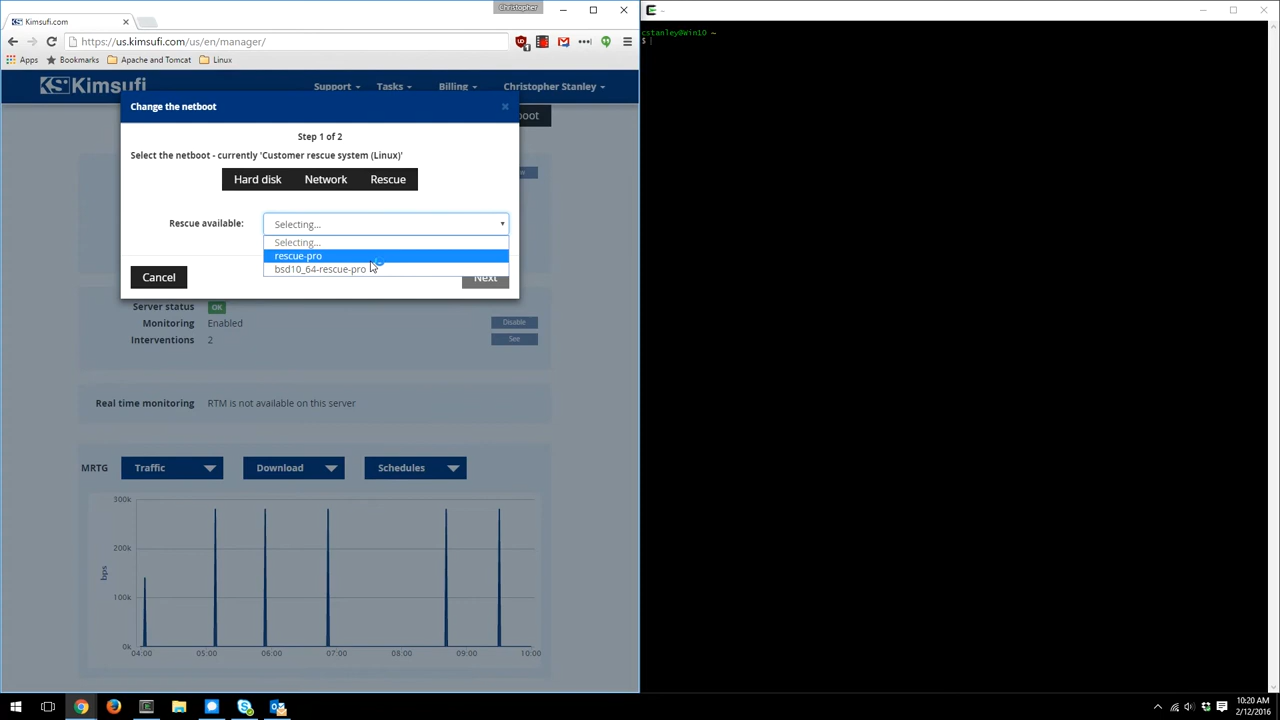 Christopher
Kimsufi.com
https://us.kimsufi.com/us/en/manager/
Apps
Bookmarks
Apache and Tomcat
Linux
Kimsufi
Support
Tasks
Billing
Christopher Stanley
Change the netboot
×
oot
Step 1 of 2
Select the netboot - currently 'Customer rescue system (Linux)'
Hard disk
Network
Rescue
Rescue available:
Selecting...
Selecting...
rescue-pro
bsd10_64-rescue-pro
Cancel
Next
Server status
OK
Monitoring
Enabled
Disable
Interventions
2
See
Real time monitoring
RTM is not available on this server
MRTG
Traffic
Download
Schedules
300k
200k
100k
0k
bps
04:00
05:00
06:00
07:00
08:00
09:00
10:00
cstanley@Win10 ~
$
10:20 AM
2/12/2016